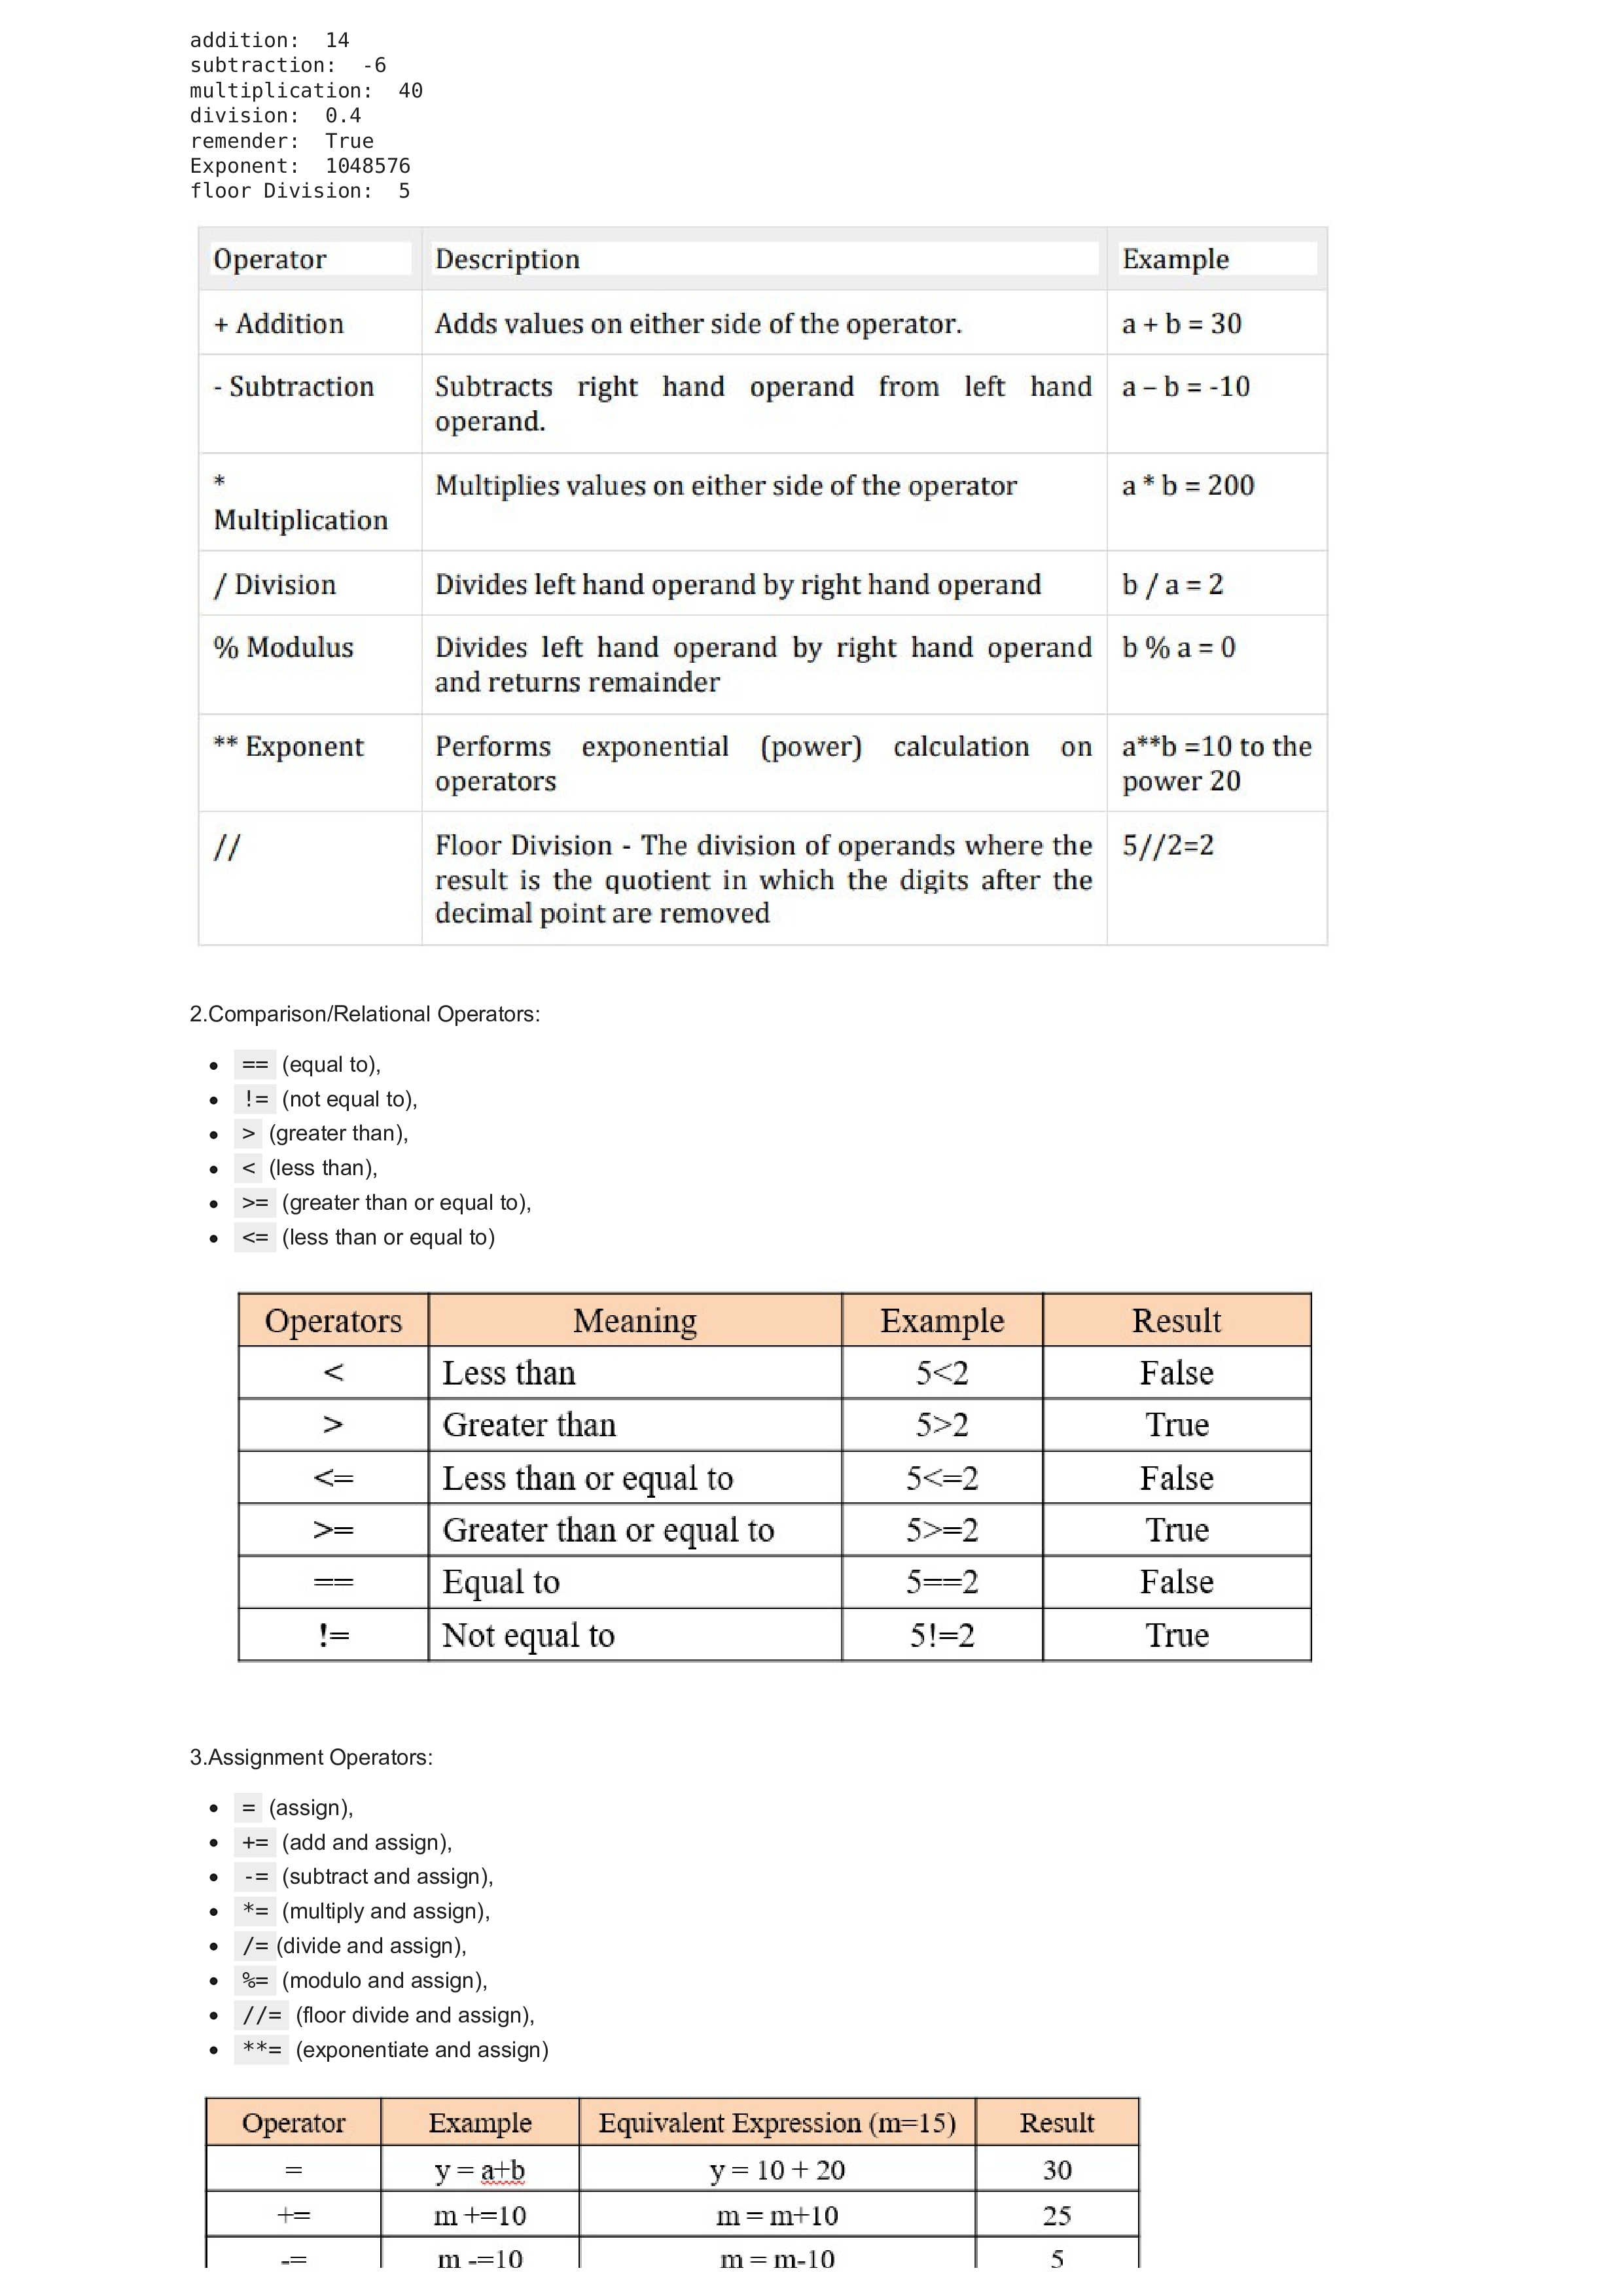 addition:  14
subtraction:  -6
multiplication:  40
division:  0.4
remender:  True
Exponent:  1048576
floor Division:  5
Operator Description Example
+ Addition Adds values on either side of the operator. a + b = 30
- Subtraction Subtracts right hand operand from left hand a – b = -10
operand.
* Multiplies values on either side of the operator a * b = 200
Multiplication
/ Division Divides left hand operand by right hand operand b / a = 2
% Modulus Divides left hand operand by right hand operand b % a = 0
and returns remainder
** Exponent Performs exponential (power) calculation on a**b =10 to the
operators power 20
// Floor Division - The division of operands where the 5//2=2
result is the quotient in which the digits after the
decimal point are removed
2.Comparison/Relational Operators:
• == (equal to),
• != (not equal to),
• > (greater than),
• < (less than),
• >= (greater than or equal to),
• <= (less than or equal to)
Operators Meaning Example Result
< Less than 5<2 False
> Greater than 5>2 True
<= Less than or equal to 5<=2 False
>= Greater than or equal to 5>=2 True
== Equal to 5==2 False
!= Not equal to 5!=2 True
3.Assignment Operators:
• = (assign),
• += (add and assign),
• -= (subtract and assign),
• *= (multiply and assign),
• /= (divide and assign),
• %= (modulo and assign),
• //= (floor divide and assign),
• **= (exponentiate and assign)
Operator Example Equivalent Expression (m=15) Result
= y = a+b y = 10 + 20 30
+= m +=10 m = m+10 25
-= m -=10 m = m-10 5